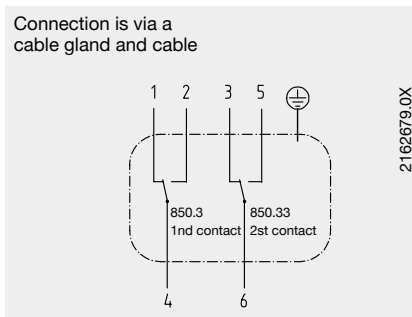 Connection is via a
cable gland and cable
1 2 3 5
850.3 850.33
1nd contact 2st contact
4 6
2162679.0X